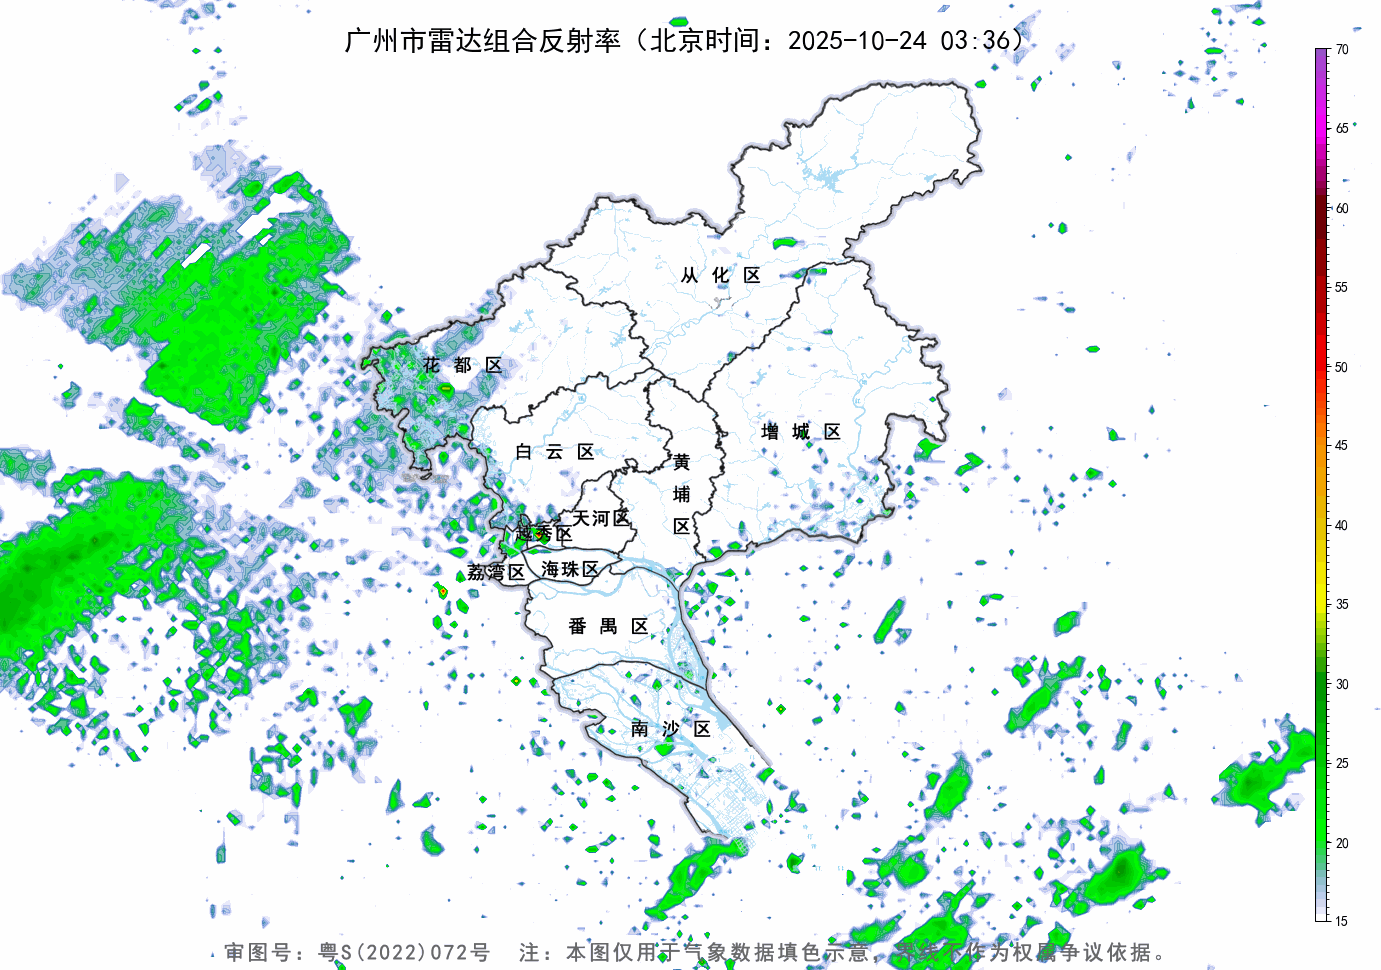 广州市雷达组合反射率（北京时间：2025-10-24 03:36）
70
65
60
55
50
45
40
35
30
25
20
15
从化区
花都区
增城区
白云区
黄埔区
天河区
越秀区
海珠区
荔湾区
番禺区
南沙区
审图号：粤S(2022)072号 注：本图仅用于气象数据填色示意，界线不作为权属争议依据。